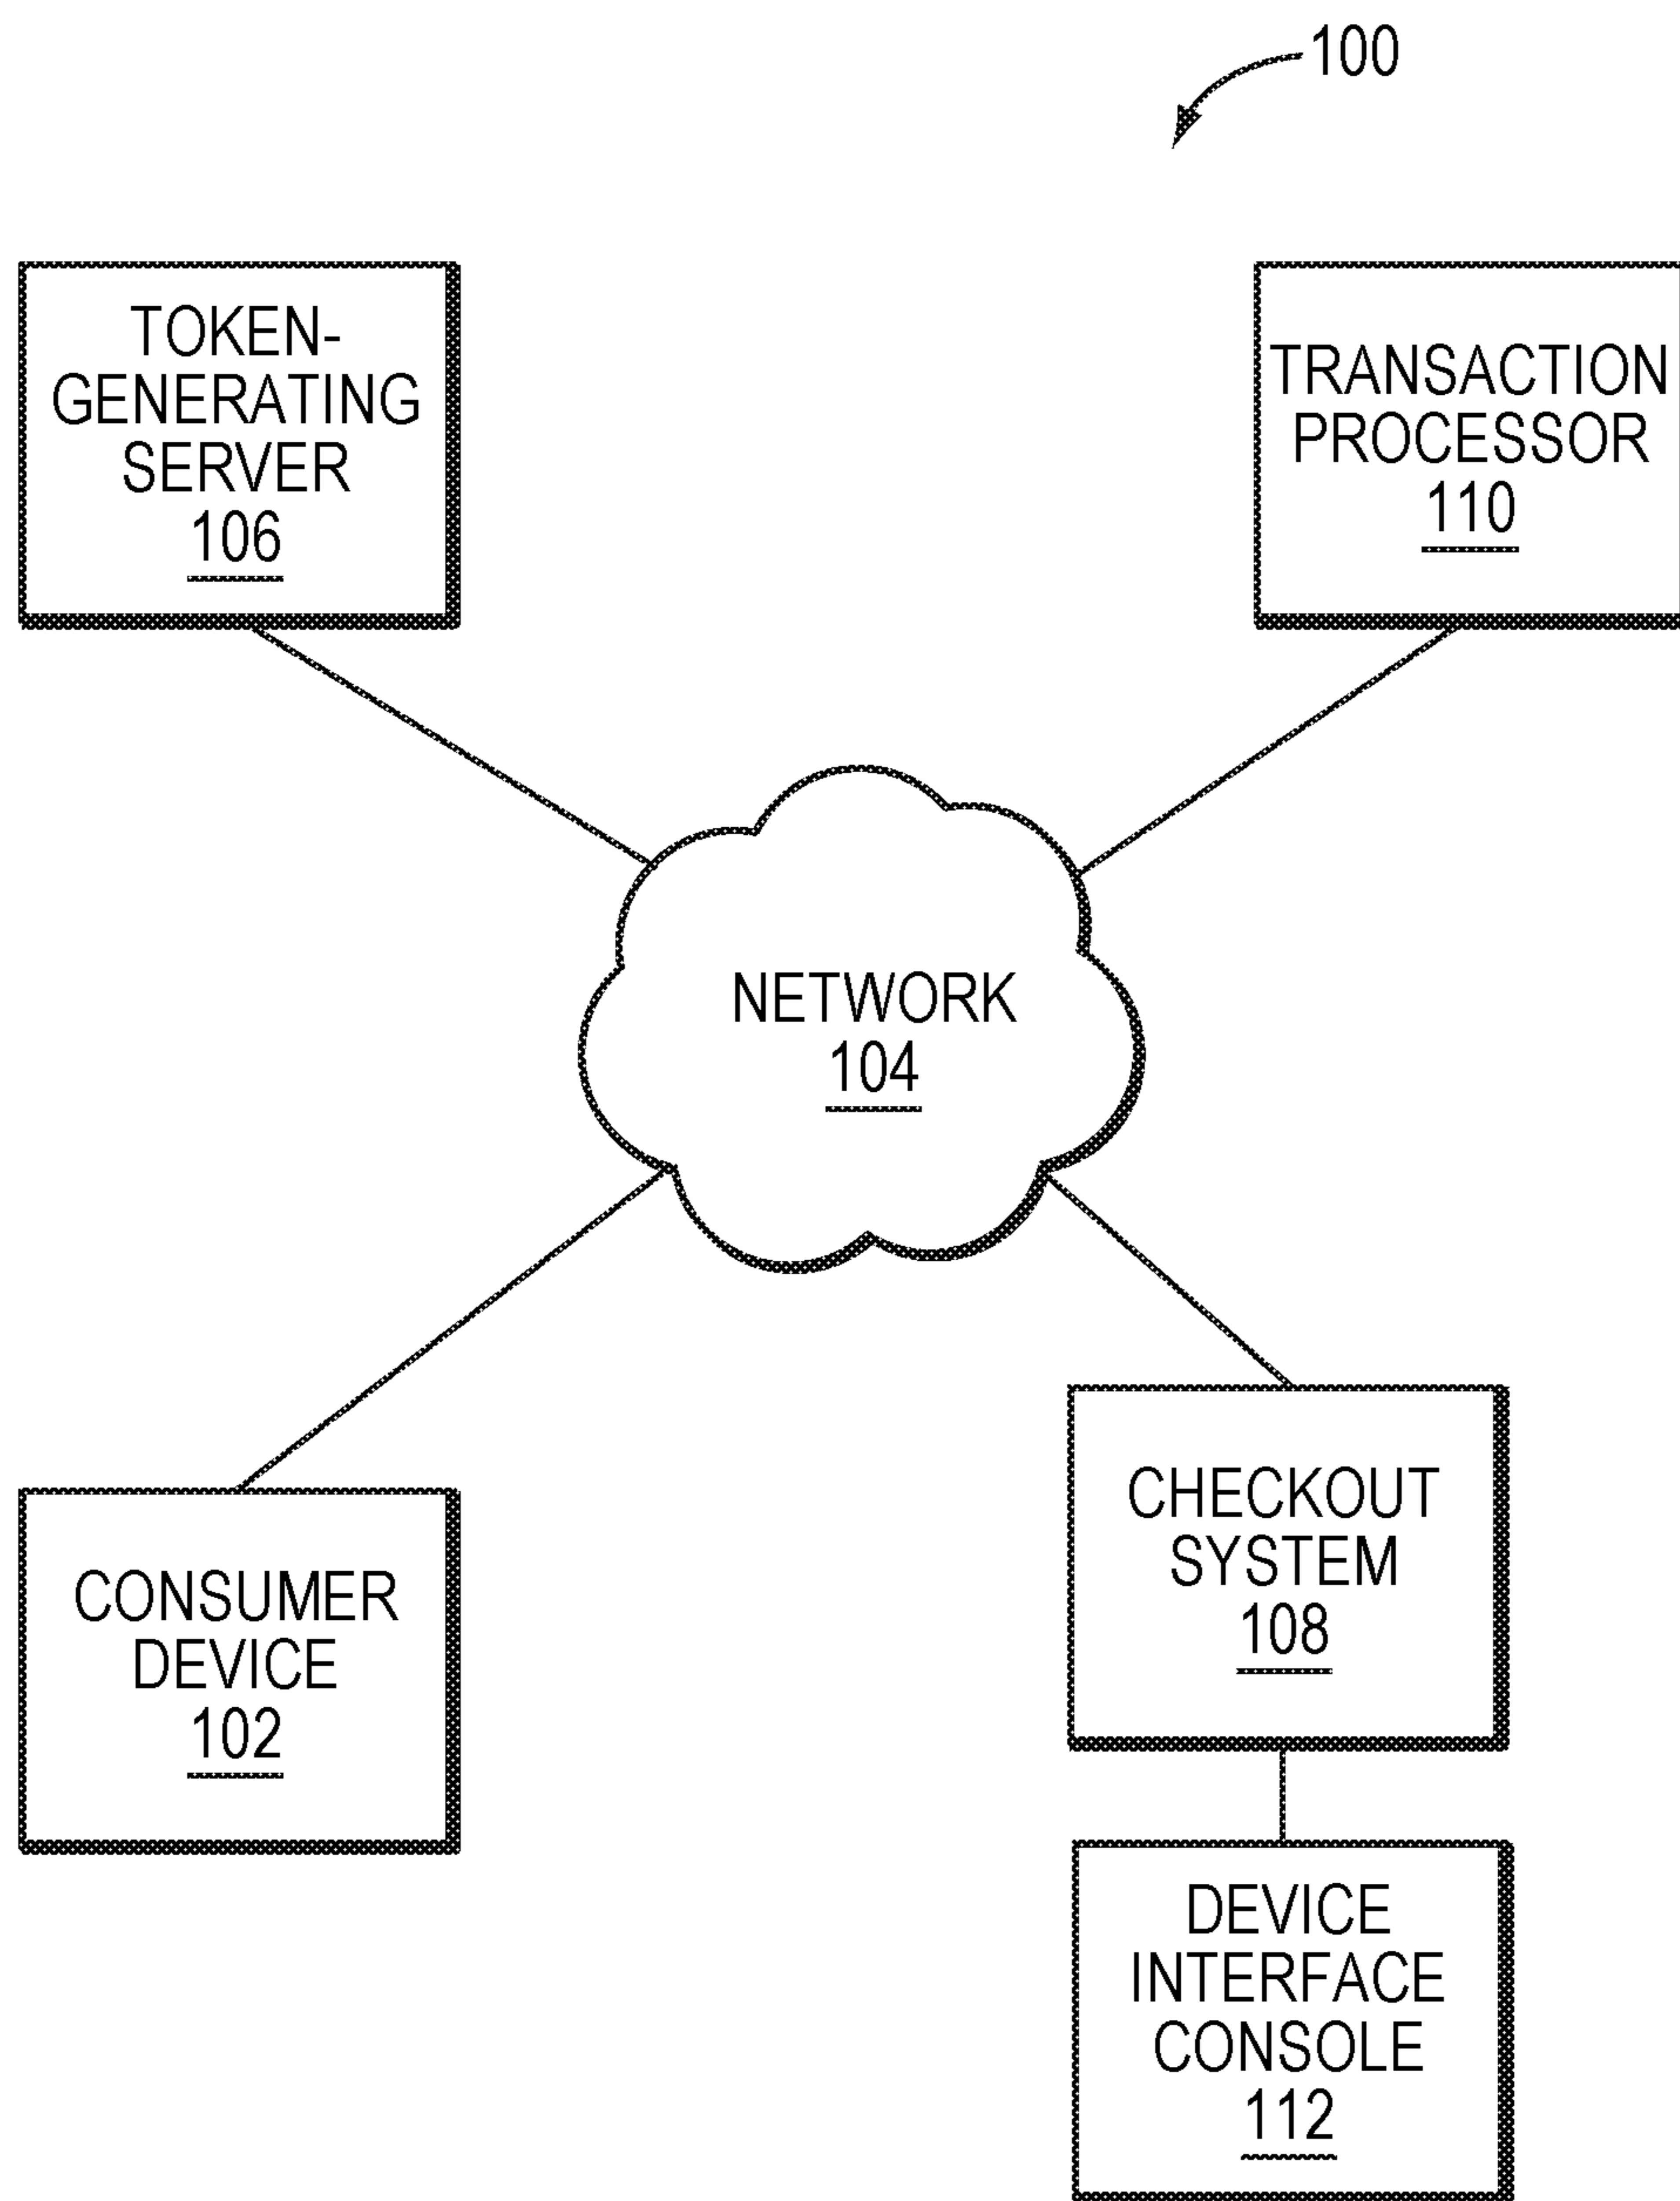 100
TOKEN-
GENERATING
SERVER
106
TRANSACTION
PROCESSOR
110
NETWORK
104
CONSUMER
DEVICE
102
CHECKOUT
SYSTEM
108
DEVICE
INTERFACE
CONSOLE
112